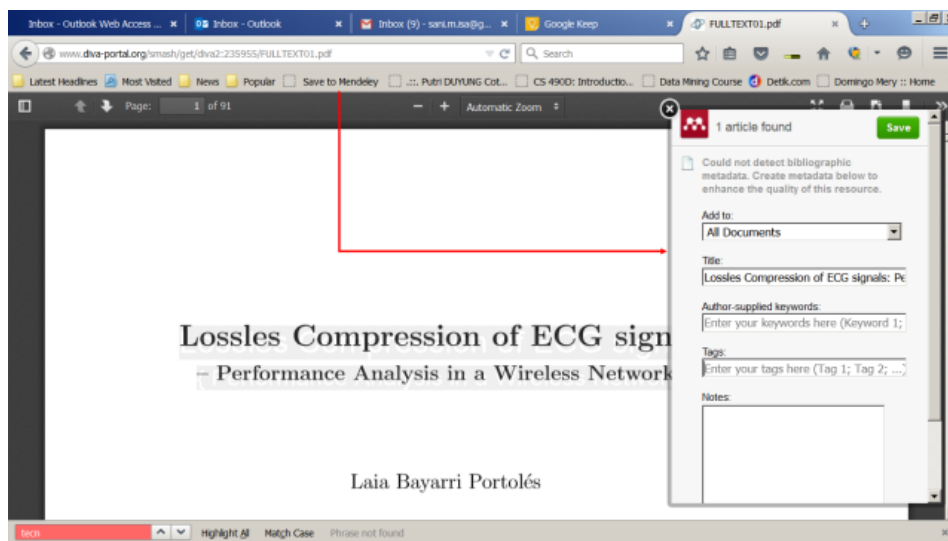 Inbox - Outlook Web Access ...
Inbox - Outlook
Inbox (9) - sani.m.isa@g...
Google Keep
FULLTEXT01.pdf
www.diva-portal.org/smash/get/diva2:235955/FULLTEXT01.pdf
Search
Latest Headlines Most Visited News Popular Save to Mendeley .::. Putri DUYUNG Cot... CS 490D: Introductio... Data Mining Course Detik.com Domingo Mery :: Home
Page: 1 of 91
Automatic Zoom
1 article found
Save
Could not detect bibliographic
metadata. Create metadata below to
enhance the quality of this resource.
Add to:
All Documents
Title:
Lossles Compression of ECG signals: Pe
Author-supplied keywords:
Enter your keywords here (Keyword 1;
Tags:
Enter your tags here (Tag 1; Tag 2; ...)
Notes:
Lossles Compression of ECG sign
– Performance Analysis in a Wireless Network
Laia Bayarri Portolés
tecn
Highlight All Match Case Phrase not found